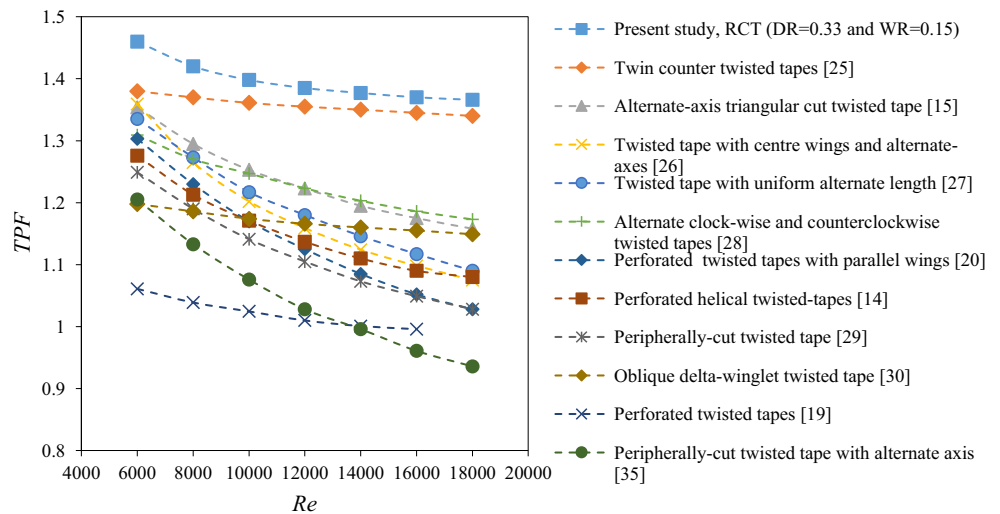 1.5
1.4
1.3
1.2
1.1
1
0.9
0.8
TPF
4000 6000 8000 10000 12000 14000 16000 18000 20000
Re
Present study, RCT (DR=0.33 and WR=0.15)
Twin counter twisted tapes [25]
Alternate-axis triangular cut twisted tape [15]
Twisted tape with centre wings and alternate-
axes [26]
Twisted tape with uniform alternate length [27]
Alternate clock-wise and counterclockwise
twisted tapes [28]
Perforated twisted tapes with parallel wings [20]
Perforated helical twisted-tapes [14]
Peripherally-cut twisted tape [29]
Oblique delta-winglet twisted tape [30]
Perforated twisted tapes [19]
Peripherally-cut twisted tape with alternate axis
[35]